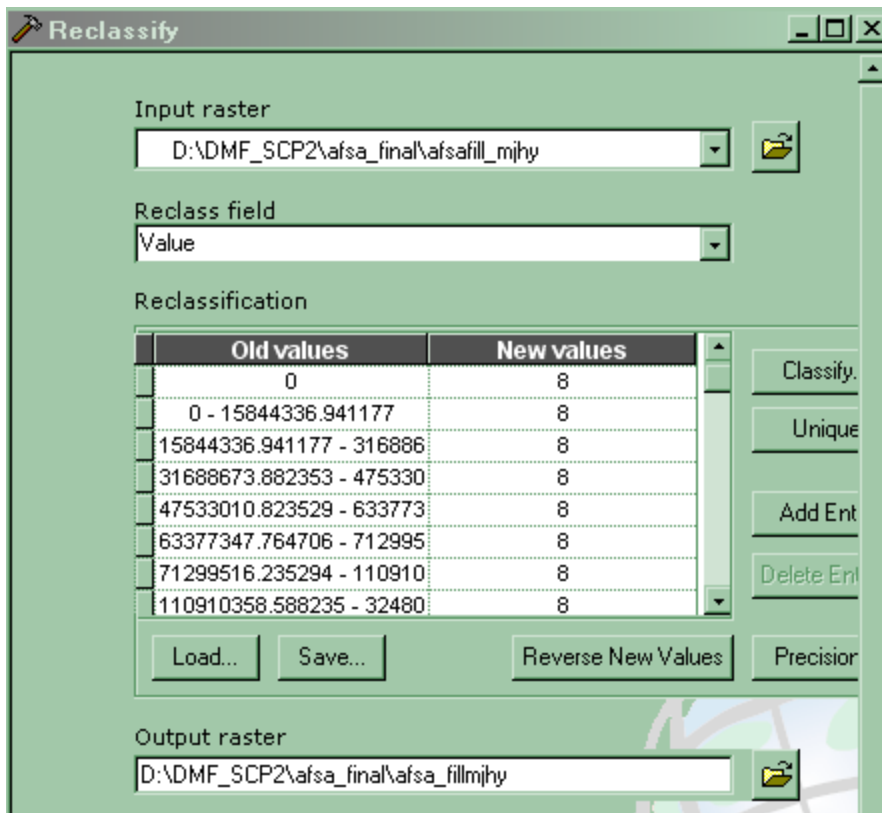 Reclassify
Input raster
D:\DMF_SCP2\afsa_final\afsafill_mjhy
Reclass field
Value
Reclassification
Old values New values
0 8
0 - 15844336.941177 8
15844336.941177 - 316886 8
31688673.882353 - 475330 8
47533010.823529 - 633773 8
63377347.764706 - 712995 8
71299516.235294 - 110910 8
110910358.588235 - 32480 8
Classify.
Unique
Add Ent
Delete Ent
Load... Save... Reverse New Values Precision
Output raster
D:\DMF_SCP2\afsa_final\afsa_fillmjhy